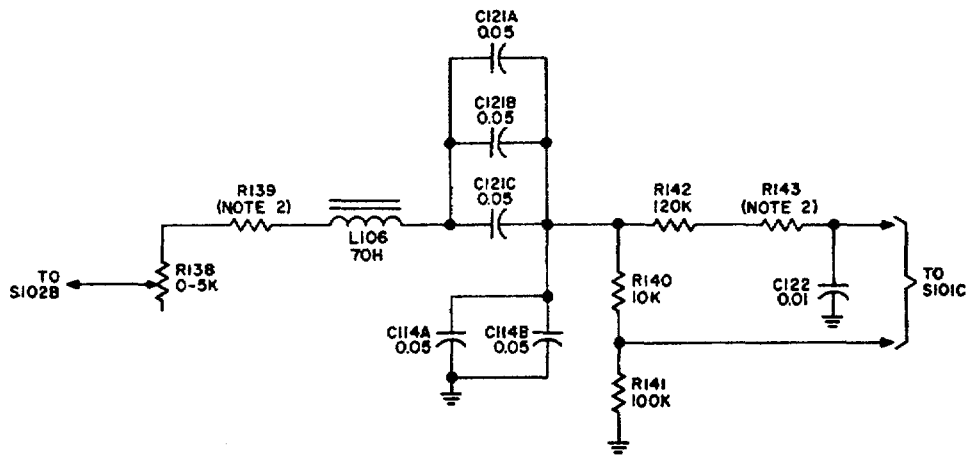 C121A
0.05
C121B
0.05
C121C
0.05
R139
(NOTE 2)
L106
70H
R142
120K
R143
(NOTE 2)
TO
S102B
R138
0-5K
R140
10K
C122
0.01
TO
S101C
C114A
0.05
C114B
0.05
R141
100K